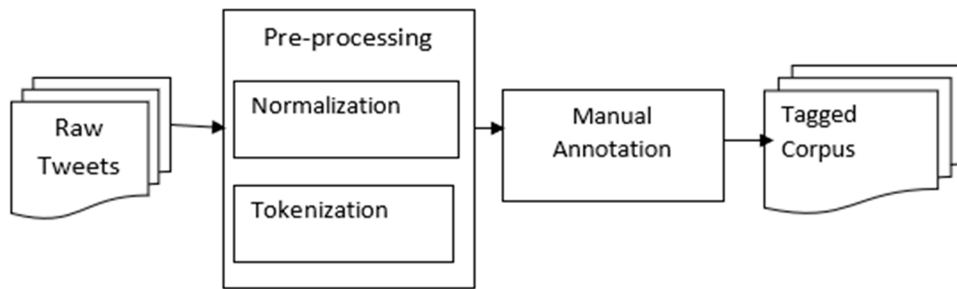 Raw
Tweets
Pre-processing
Normalization
Tokenization
Manual
Annotation
Tagged
Corpus